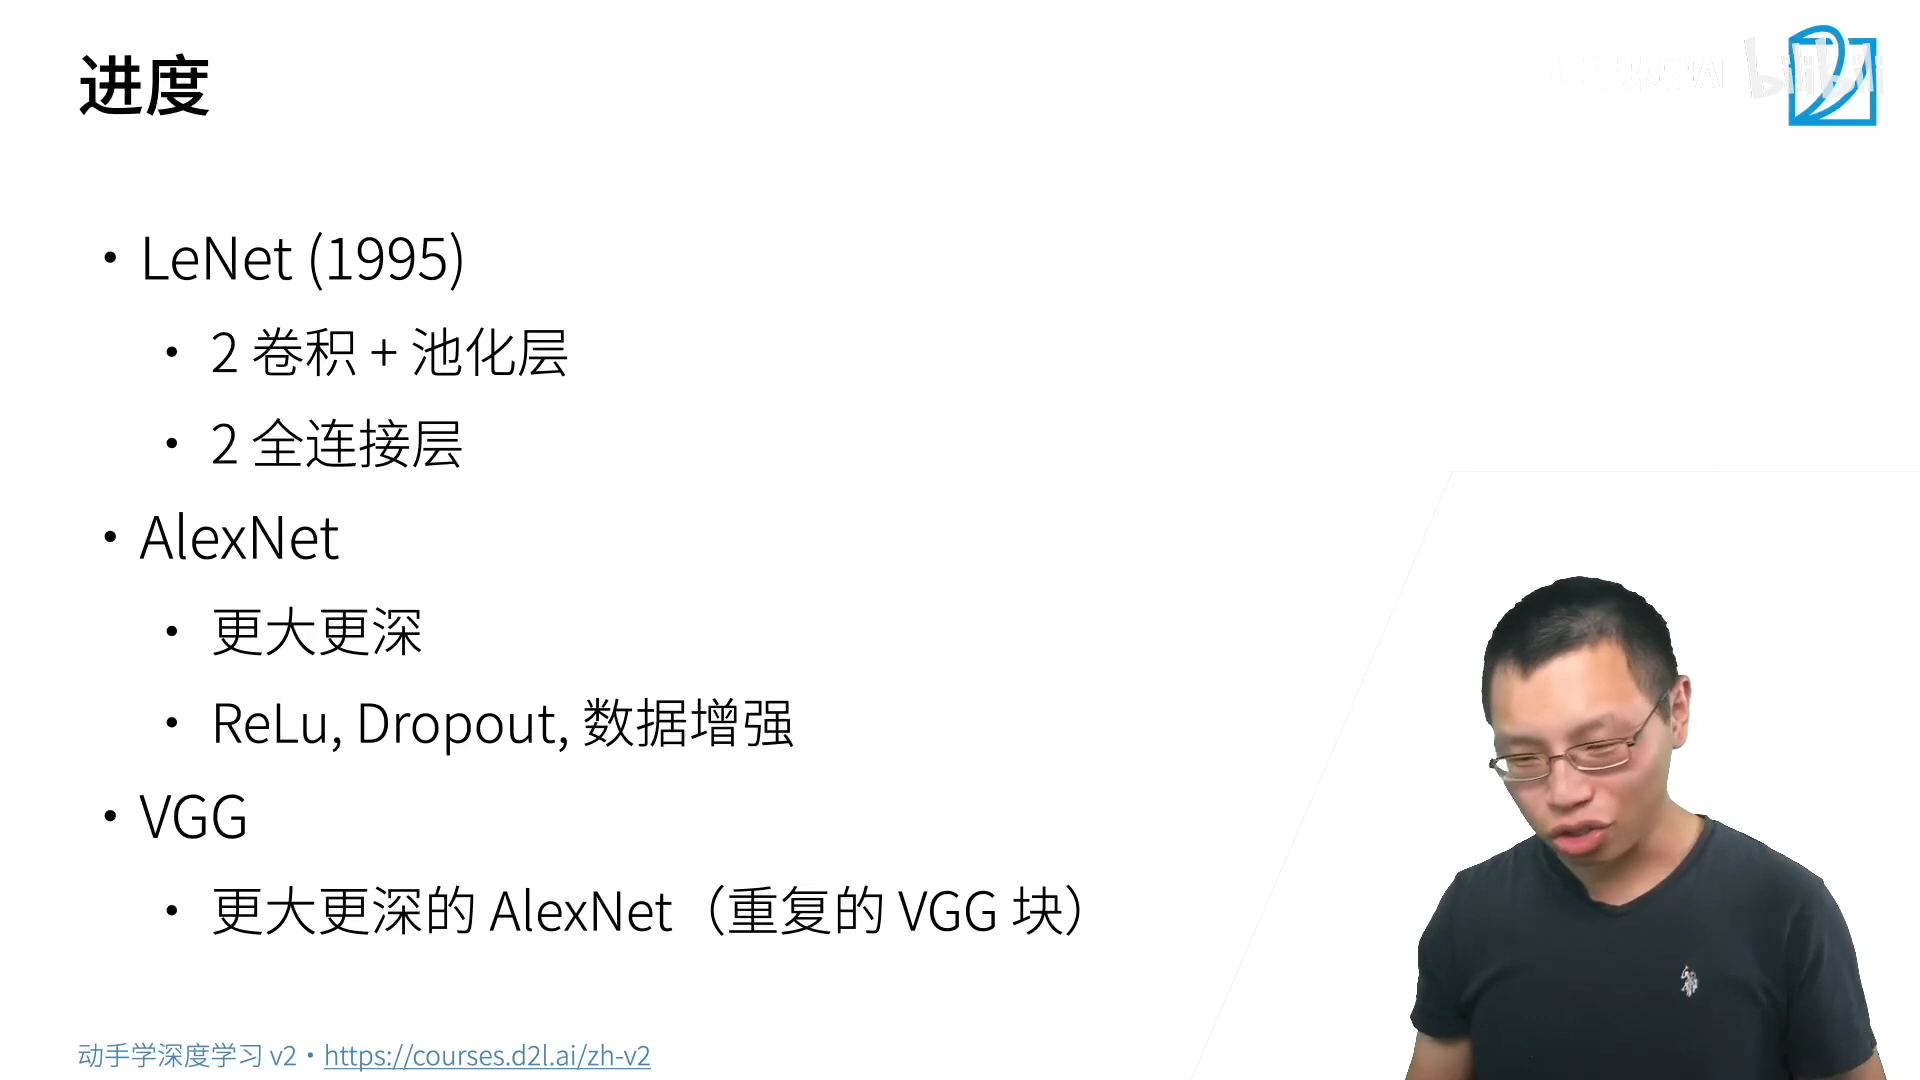 进度
bilibili
• LeNet (1995)
• 2 卷积 + 池化层
• 2 全连接层
• AlexNet
• 更大更深
• ReLu, Dropout, 数据增强
• VGG
• 更大更深的 AlexNet（重复的 VGG 块）
动手学深度学习 v2 • https://courses.d2l.ai/zh-v2